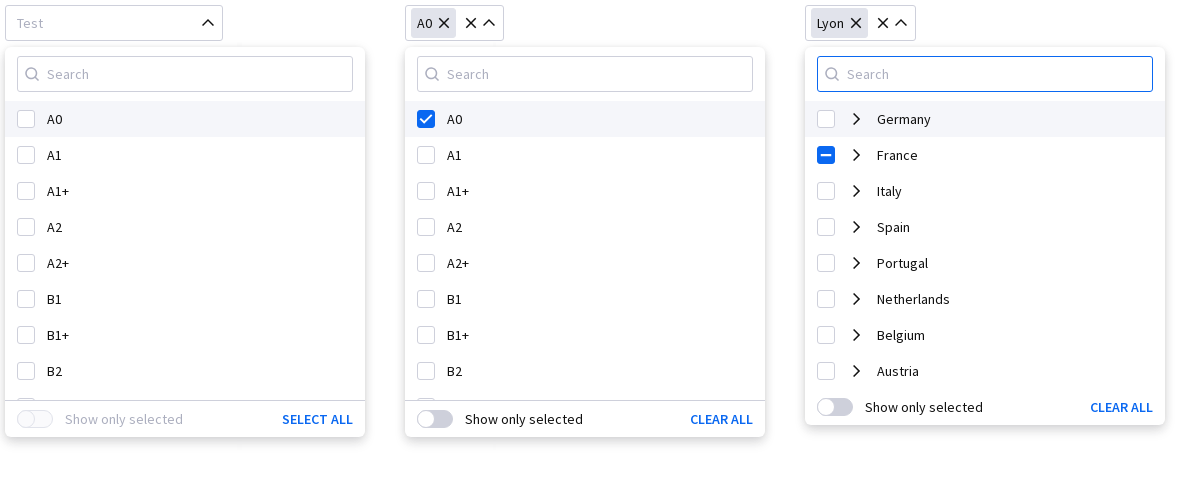 Test
Search
A0
A1
A1+
A2
A2+
B1
B1+
B2
Show only selected
SELECT ALL
A0
Search
A0
A1
A1+
A2
A2+
B1
B1+
B2
Show only selected
CLEAR ALL
Lyon
Search
Germany
France
Italy
Spain
Portugal
Netherlands
Belgium
Austria
Show only selected
CLEAR ALL